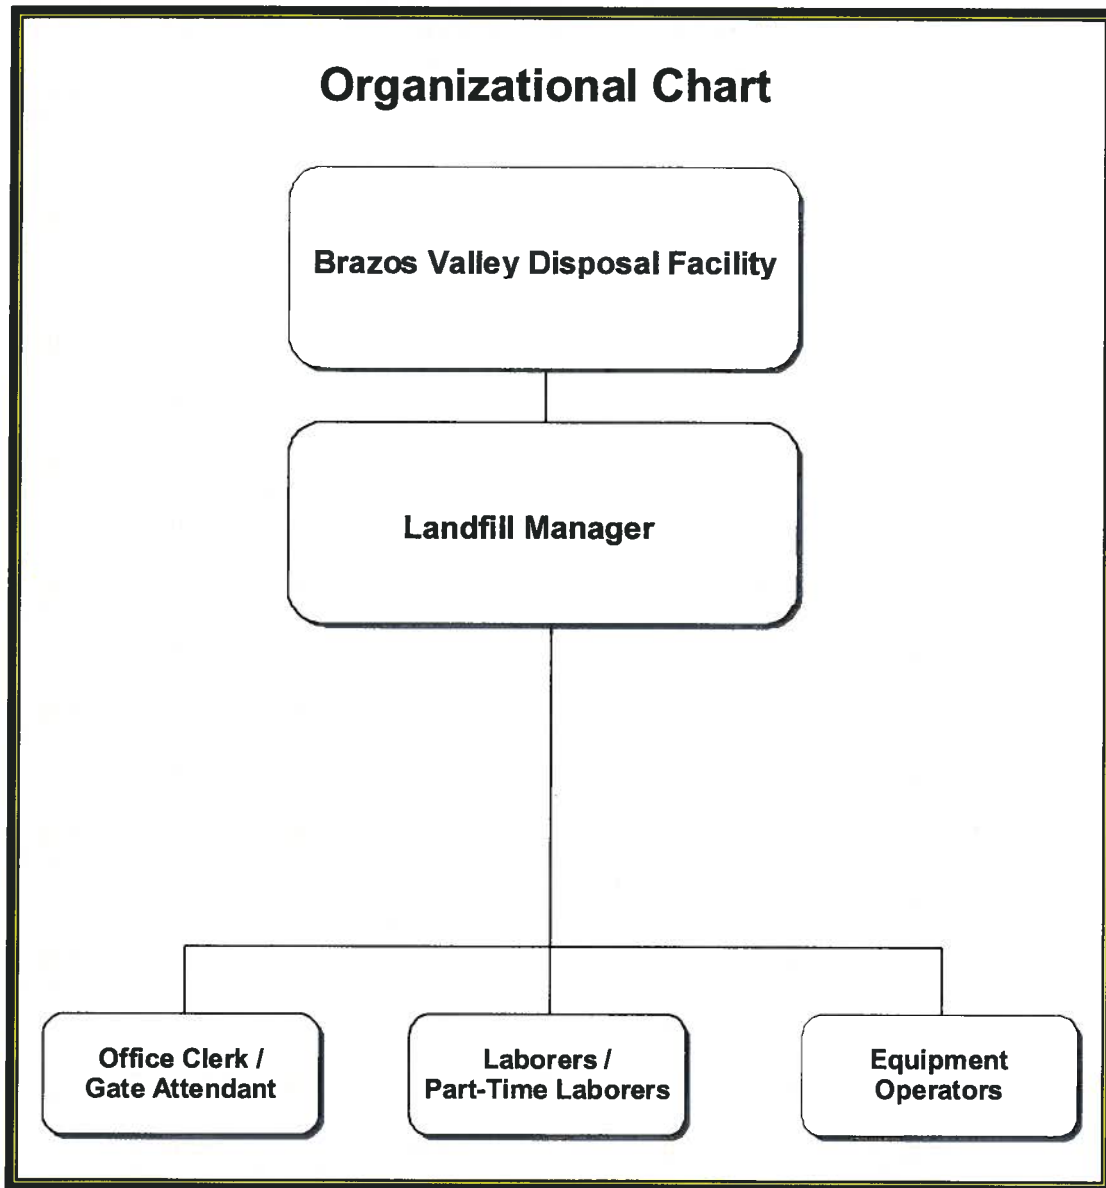 Organizational Chart
Brazos Valley Disposal Facility
Landfill Manager
Office Clerk /
Gate Attendant
Laborers /
Part-Time Laborers
Equipment
Operators